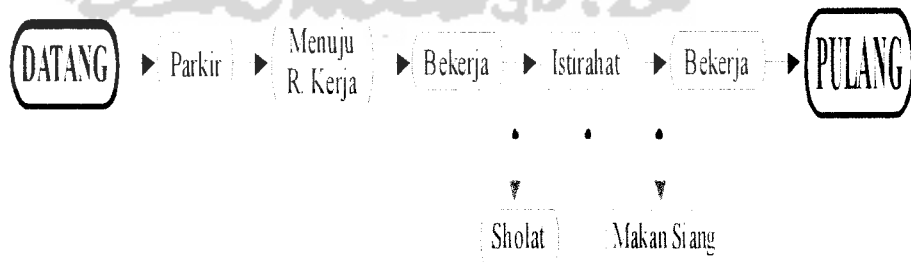 DATANG
Parkir
Menuju
R. Kerja
Bekerja
Istirahat
Bekerja
PULANG
Sholat
Makan Siang